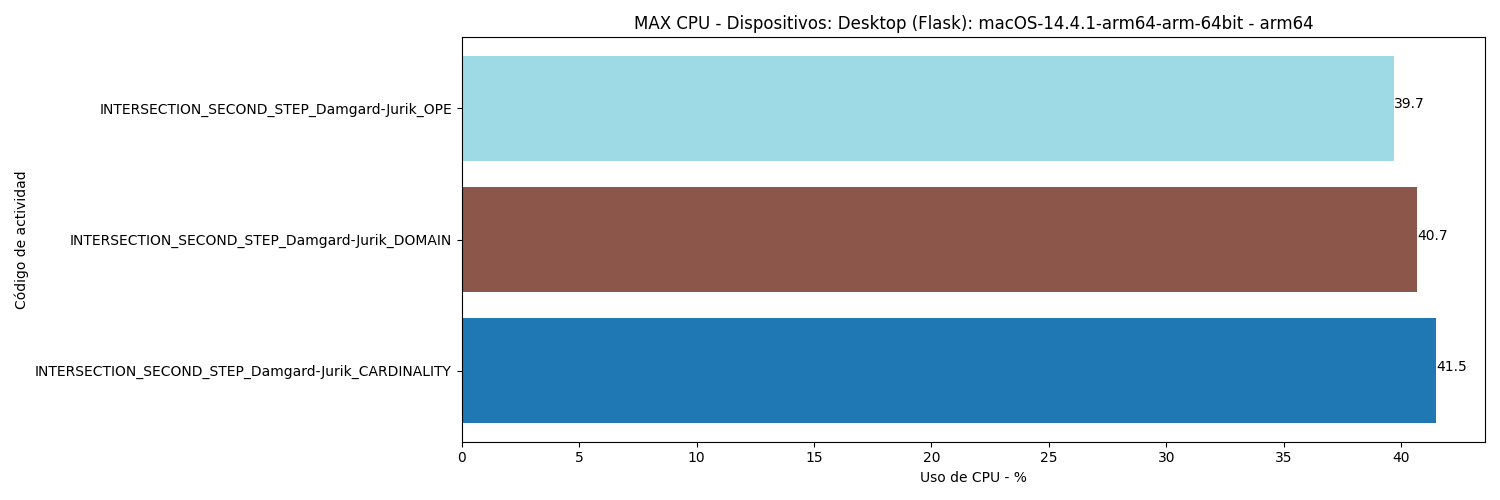 MAX CPU - Dispositivos: Desktop (Flask): macOS-14.4.1-arm64-arm-64bit - arm64
INTERSECTION_SECOND_STEP_Damgard-Jurik_OPE
39.7
INTERSECTION_SECOND_STEP_Damgard-Jurik_DOMAIN
40.7
INTERSECTION_SECOND_STEP_Damgard-Jurik_CARDINALITY
41.5
Código de actividad
0 5 10 15 20 25 30 35 40
Uso de CPU - %